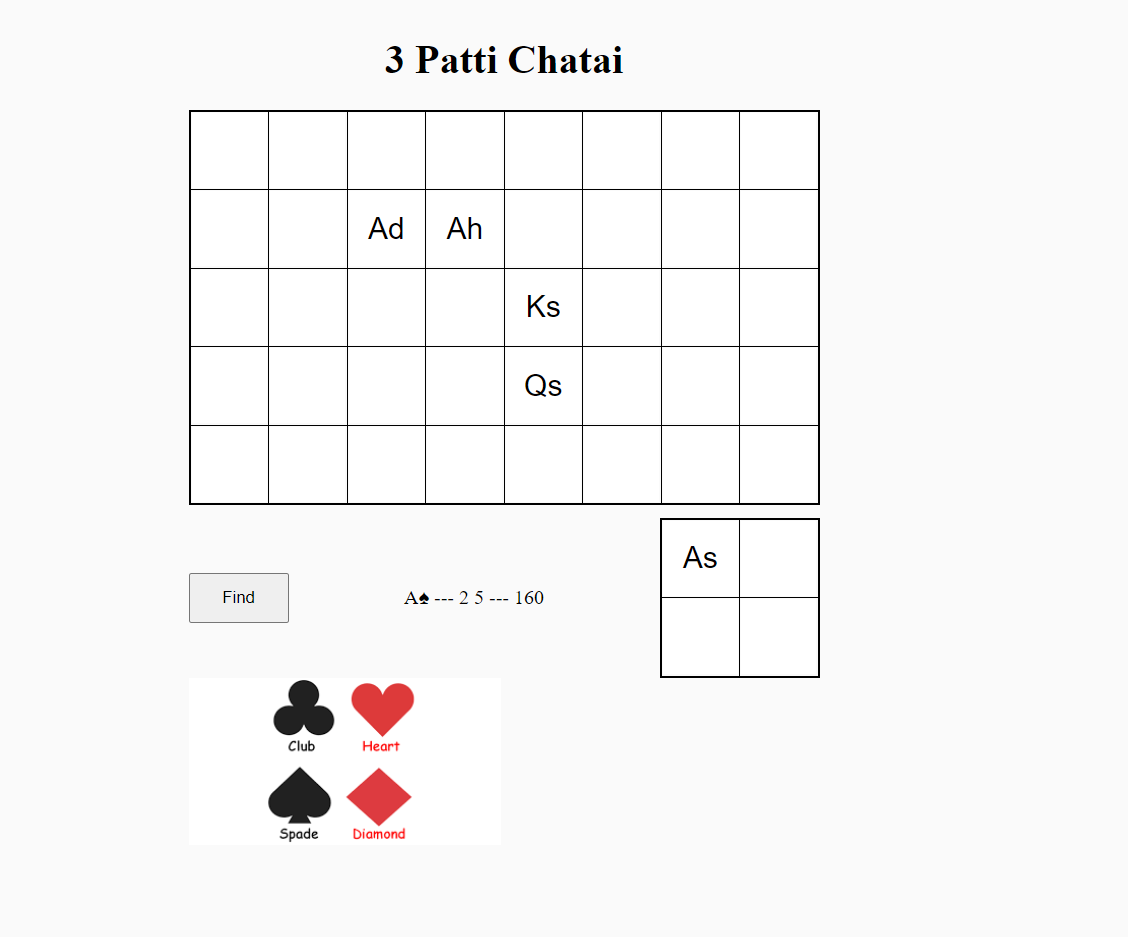 3 Patti Chatai
Ad Ah
Ks
Qs
As
Find
A♠ --- 2 5 --- 160
Club Heart
Spade Diamond